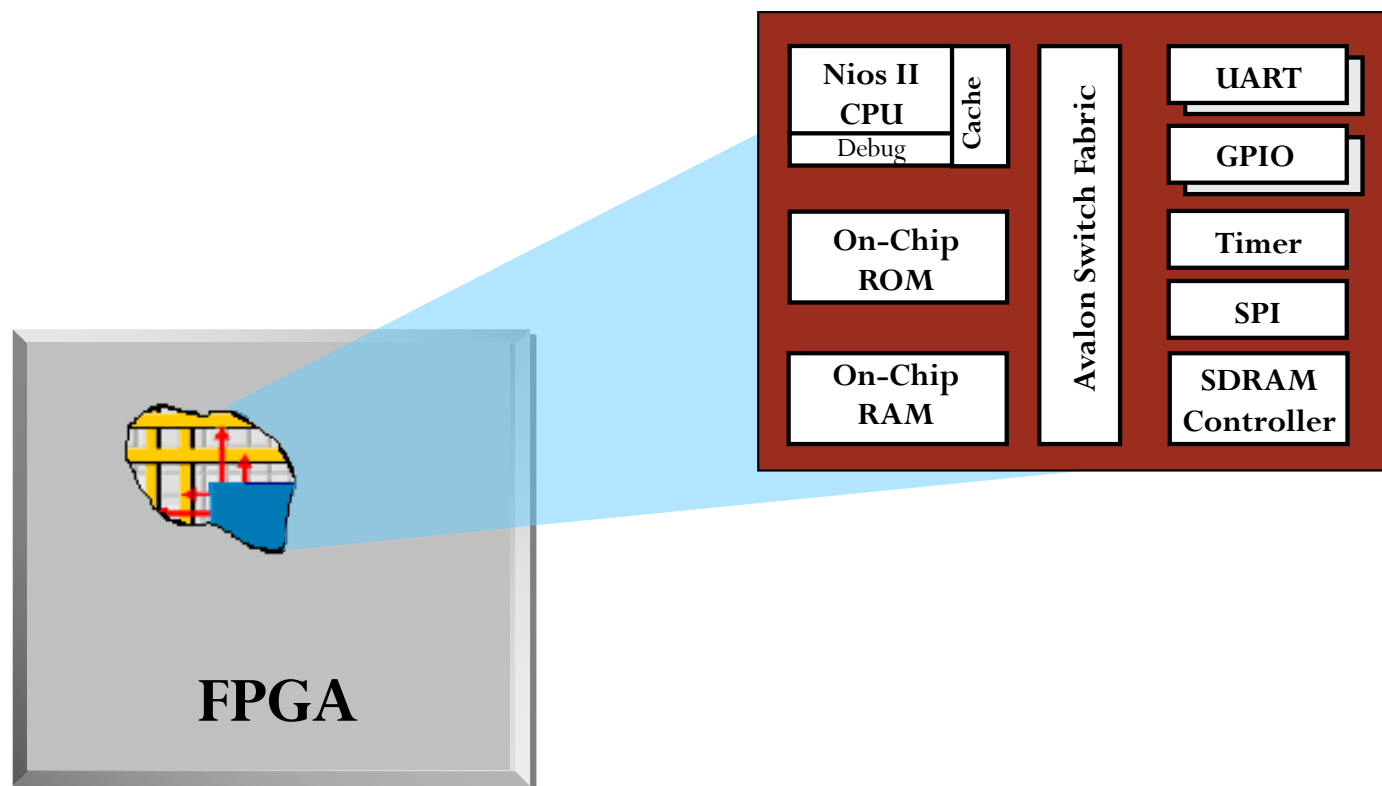 Nios II
CPU
Debug
Cache
On-Chip
ROM
On-Chip
RAM
Avalon Switch Fabric
UART
GPIO
Timer
SPI
SDRAM
Controller
FPGA